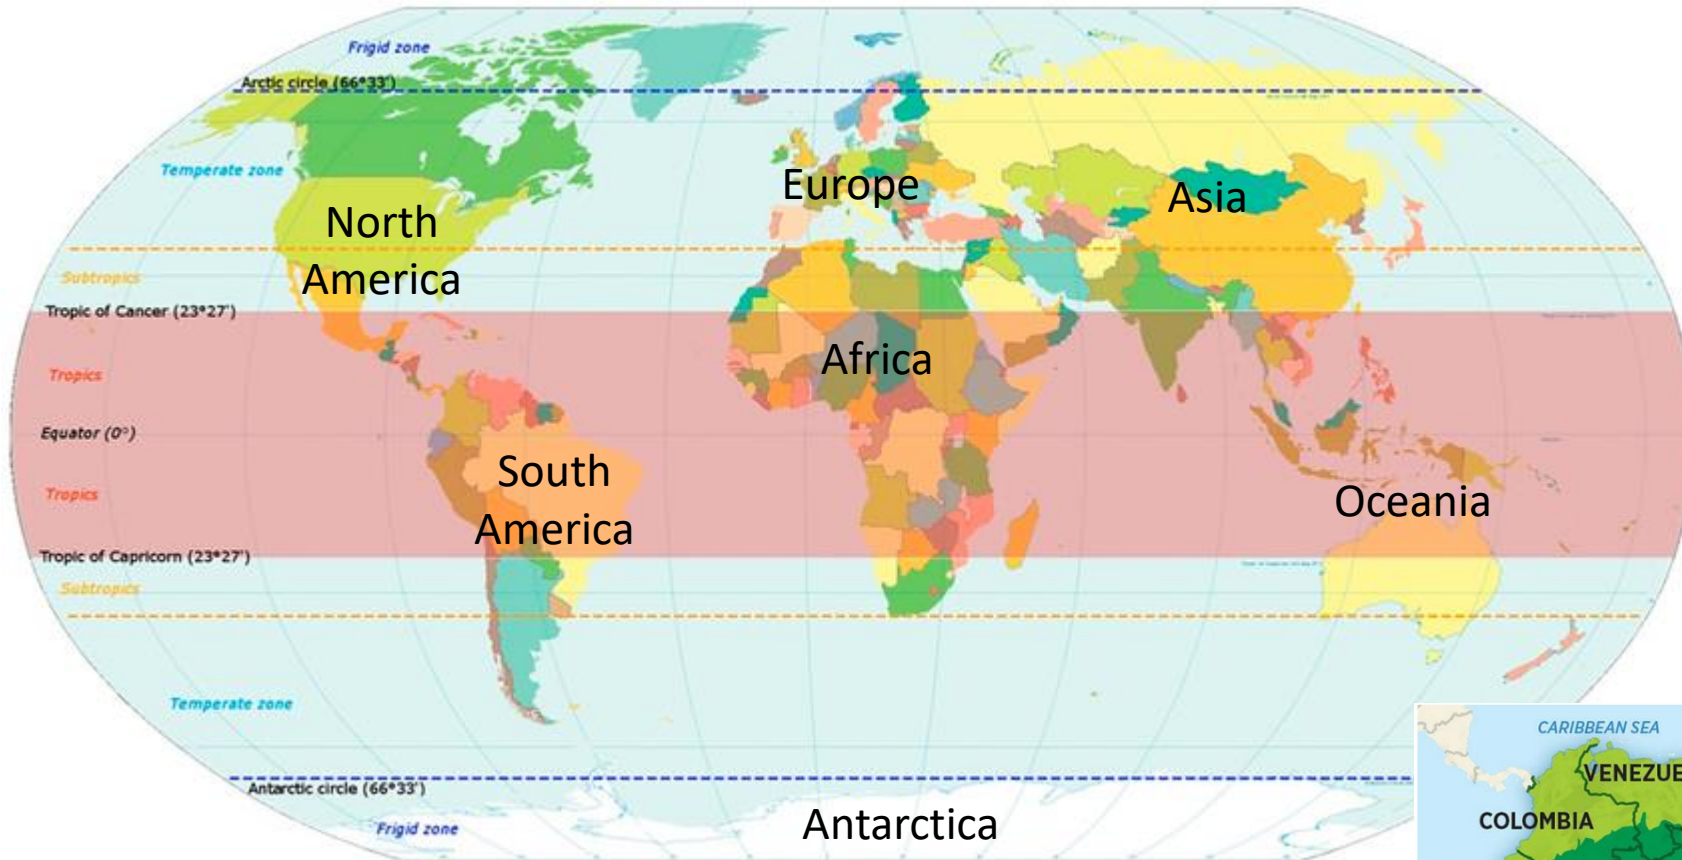 Frigid zone
Arctic circle (66°33')
Temperate zone
Europe
Asia
North
America
Subtropics
Tropic of Cancer (23°27')
Africa
Tropics
Equator (0°)
South
America
Tropics
Oceania
Tropic of Capricorn (23°27')
Subtropics
Temperate zone
Antarctic circle (66°33')
Frigid zone
Antarctica
CARIBBEAN SEA
VENEZUE
COLOMBIA